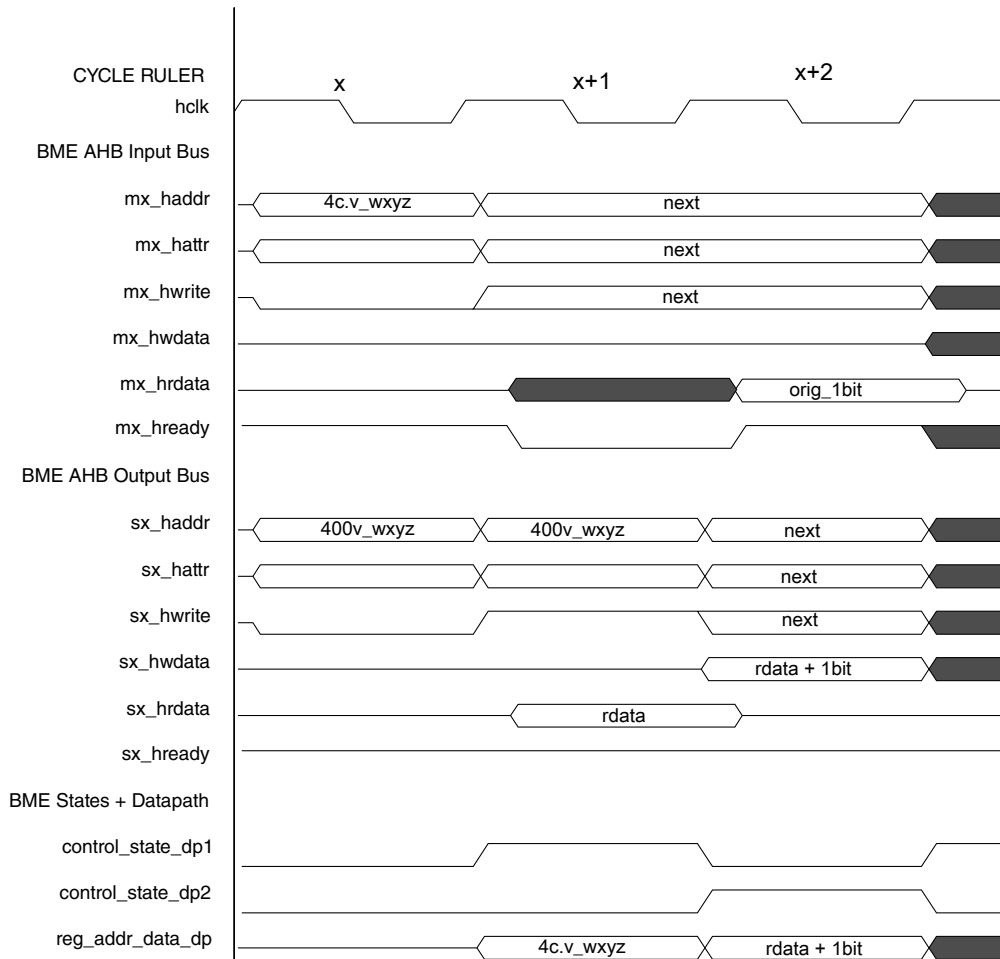 CYCLE RULER x x+1 x+2
hclk
BME AHB Input Bus
mx_haddr 4c.v_wxyz next
mx_hattr next
mx_hwrite next
mx_hwdata
mx_hrdata orig_1bit
mx_hready
BME AHB Output Bus
sx_haddr 400v_wxyz 400v_wxyz next
sx_hattr next
sx_hwrite next
sx_hwdata rdata + 1bit
sx_hrdata rdata
sx_hready
BME States + Datapath
control_state_dp1
control_state_dp2
reg_addr_data_dp 4c.v_wxyz rdata + 1bit